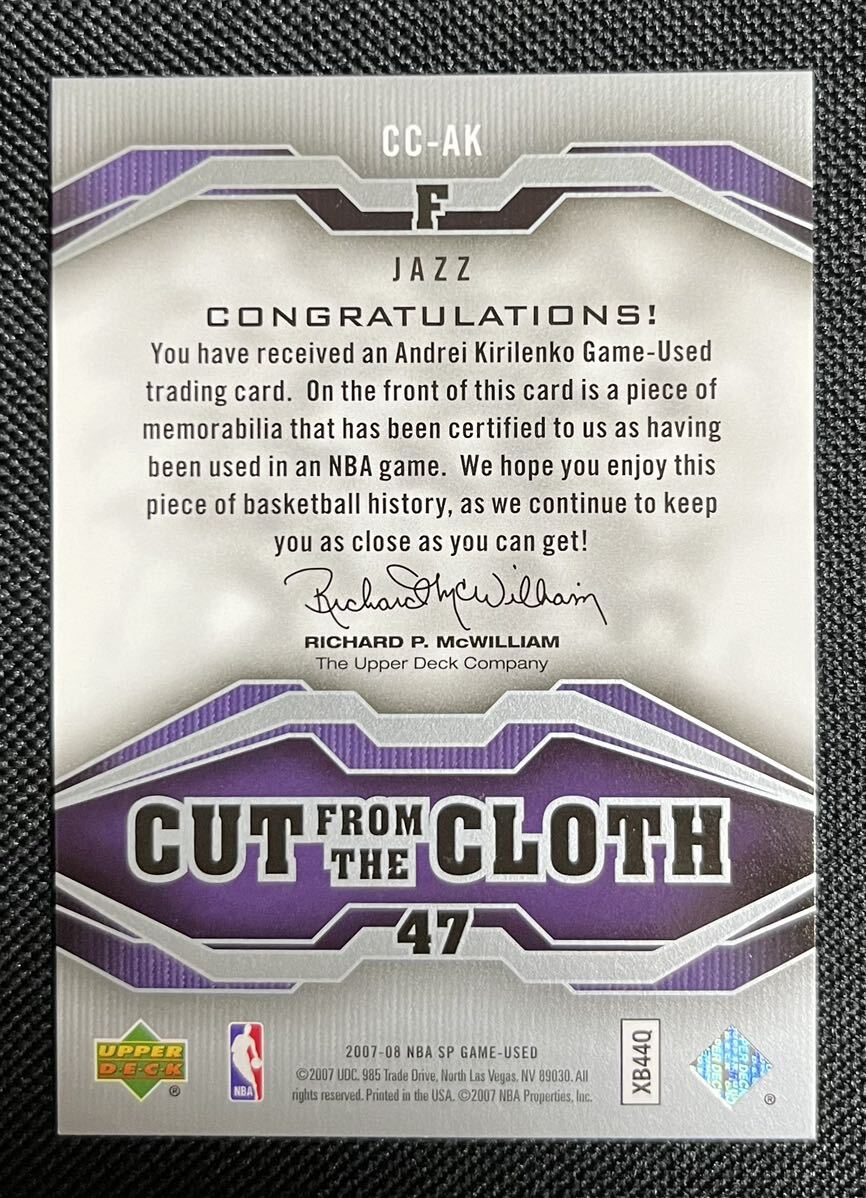 CC-AK
F
JAZZ
CONGRATULATIONS!
You have received an Andrei Kirilenko Game-Used
trading card. On the front of this card is a piece of
memorabilia that has been certified to us as having
been used in an NBA game. We hope you enjoy this
piece of basketball history, as we continue to keep
you as close as you can get!
Richard McWilliam
RICHARD P. McWILLIAM
The Upper Deck Company
CUT FROM THE CLOTH
47
UPPER
D·E·C·K
®
NBA
2007-08 NBA SP GAME-USED
©2007 UDC. 985 Trade Drive, North Las Vegas, NV 89030. All
rights reserved. Printed in the USA. ©2007 NBA Properties, Inc.
XB44Q
®